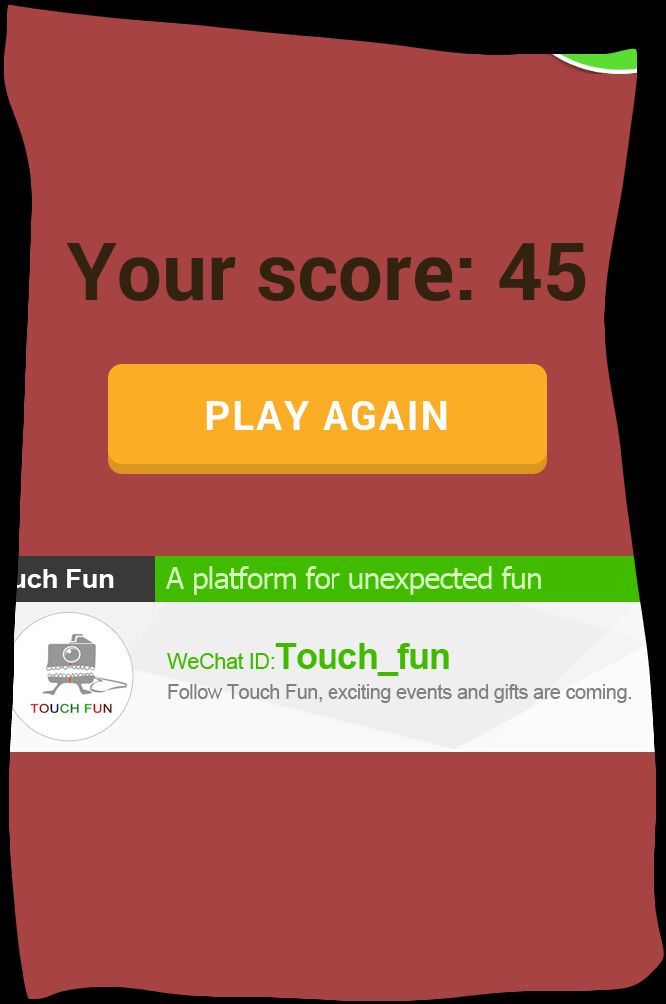 Your score: 45
PLAY AGAIN
uch Fun
A platform for unexpected fun
WeChat ID:Touch_fun
Follow Touch Fun, exciting events and gifts are coming.
TOUCH FUN